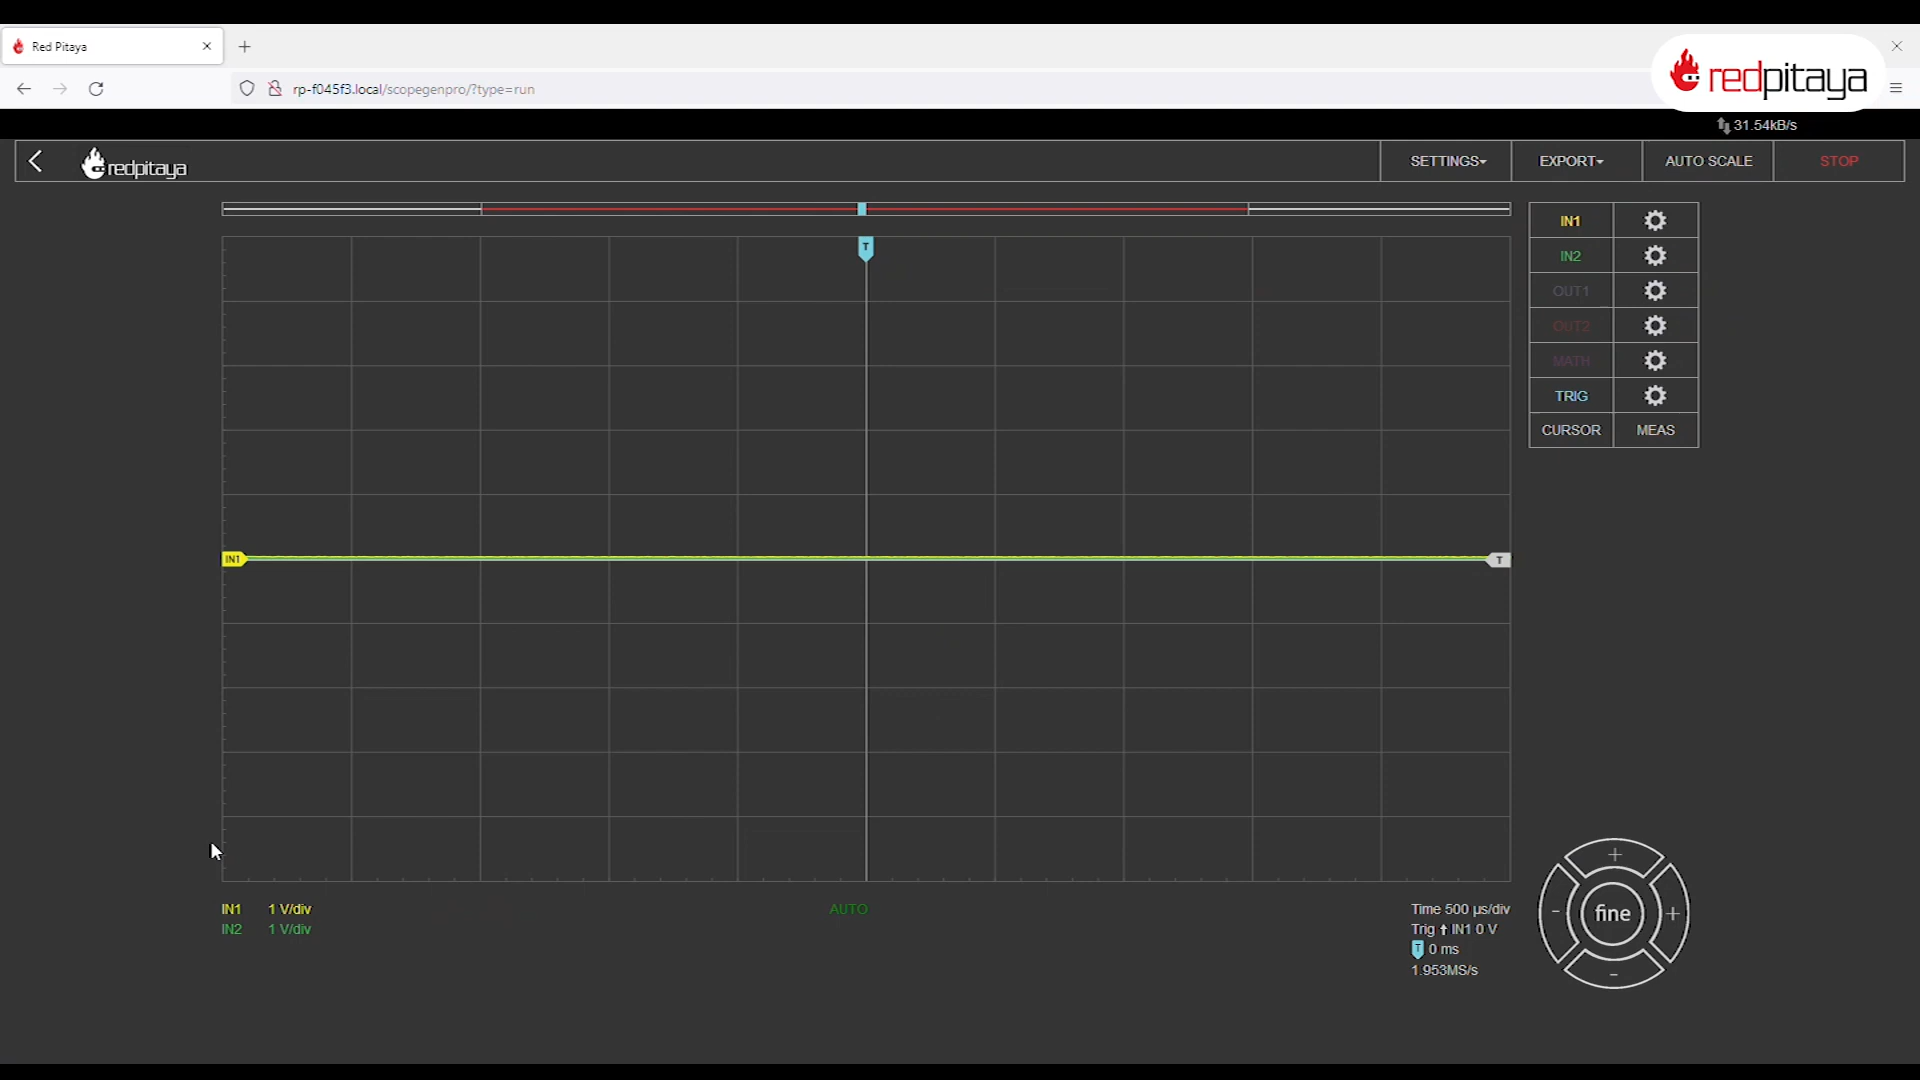 Red Pitaya
redpitaya
rp-f045f3.local/scopegenpro/?type=run
31.54kB/s
redpitaya
SETTINGS
EXPORT
AUTO SCALE
STOP
T
IN1
IN2
OUT1
OUT2
MATH
TRIG
CURSOR
MEAS
IN1
T
IN1 1 V/div
IN2 1 V/div
AUTO
Time 500 µs/div
Trig IN1 0 V
T 0 ms
1.953MS/s
+
-
fine
+
-